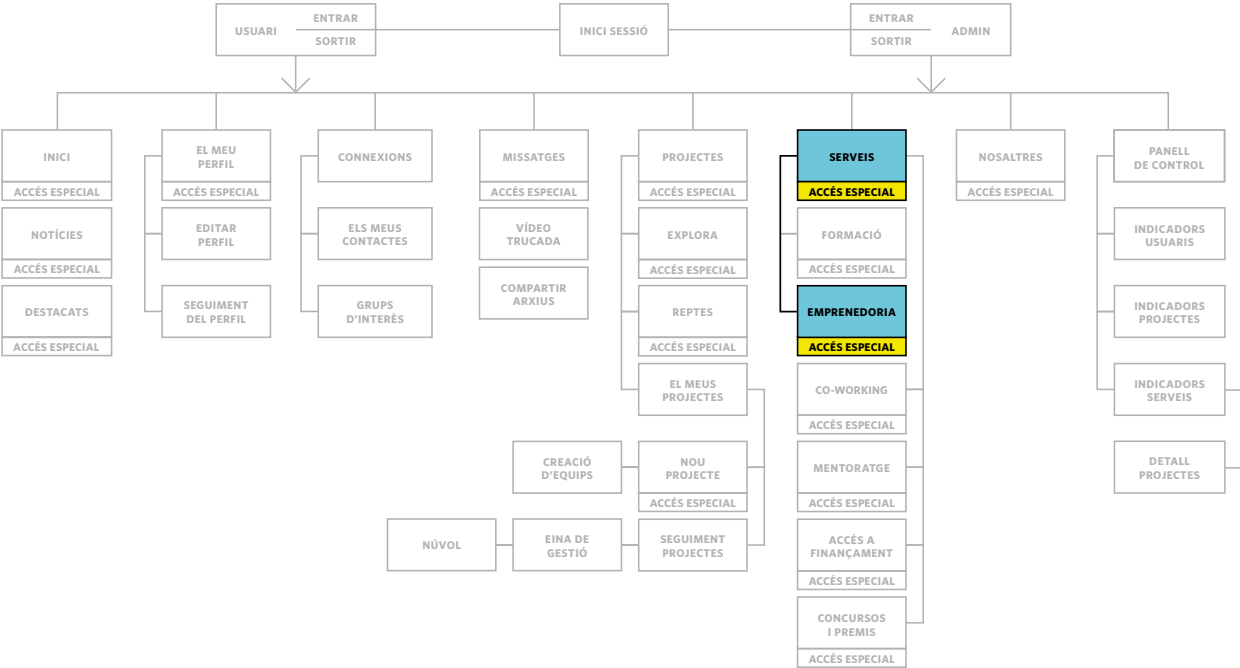 USUARI
ENTRAR
SORTIR
INICI SESSIÓ
ENTRAR
SORTIR
ADMIN
INICI
ACCÉS ESPECIAL
NOTÍCIES
ACCÉS ESPECIAL
DESTACATS
ACCÉS ESPECIAL
EL MEU
PERFIL
ACCÉS ESPECIAL
EDITAR
PERFIL
SEGUIMENT
DEL PERFIL
CONNEXIONS
ELS MEUS
CONTACTES
GRUPS
D'INTERÈS
MISSATGES
ACCÉS ESPECIAL
VÍDEO
TRUCADA
COMPARTIR
ARXIUS
PROJECTES
ACCÉS ESPECIAL
EXPLORA
ACCÉS ESPECIAL
REPTES
ACCÉS ESPECIAL
EL MEUS
PROJECTES
CREACIÓ
D'EQUIPS
NOU
PROJECTE
ACCÉS ESPECIAL
NÚVOL
EINA DE
GESTIÓ
SEGUIMENT
PROJECTES
SERVEIS
ACCÉS ESPECIAL
FORMACIÓ
ACCÉS ESPECIAL
EMPRENEDORIA
ACCÉS ESPECIAL
CO-WORKING
ACCÉS ESPECIAL
MENTORATGE
ACCÉS ESPECIAL
ACCÉS A
FINANÇAMENT
ACCÉS ESPECIAL
CONCURSOS
I PREMIS
ACCÉS ESPECIAL
NOSALTRES
ACCÉS ESPECIAL
PANELL
DE CONTROL
INDICADORS
USUARIS
INDICADORS
PROJECTES
INDICADORS
SERVEIS
DETALL
PROJECTES